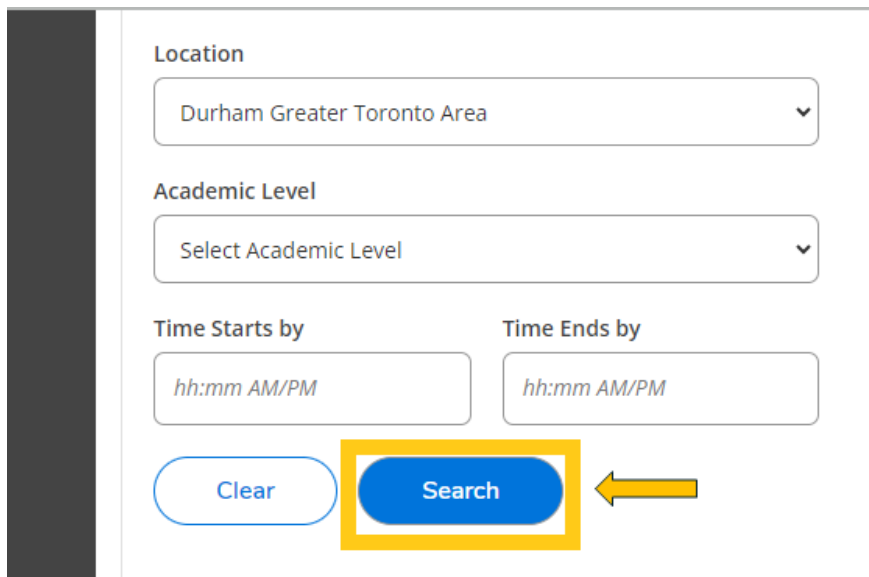 Location
Durham Greater Toronto Area
Academic Level
Select Academic Level
Time Starts by Time Ends by
hh:mm AM/PM hh:mm AM/PM
Clear Search